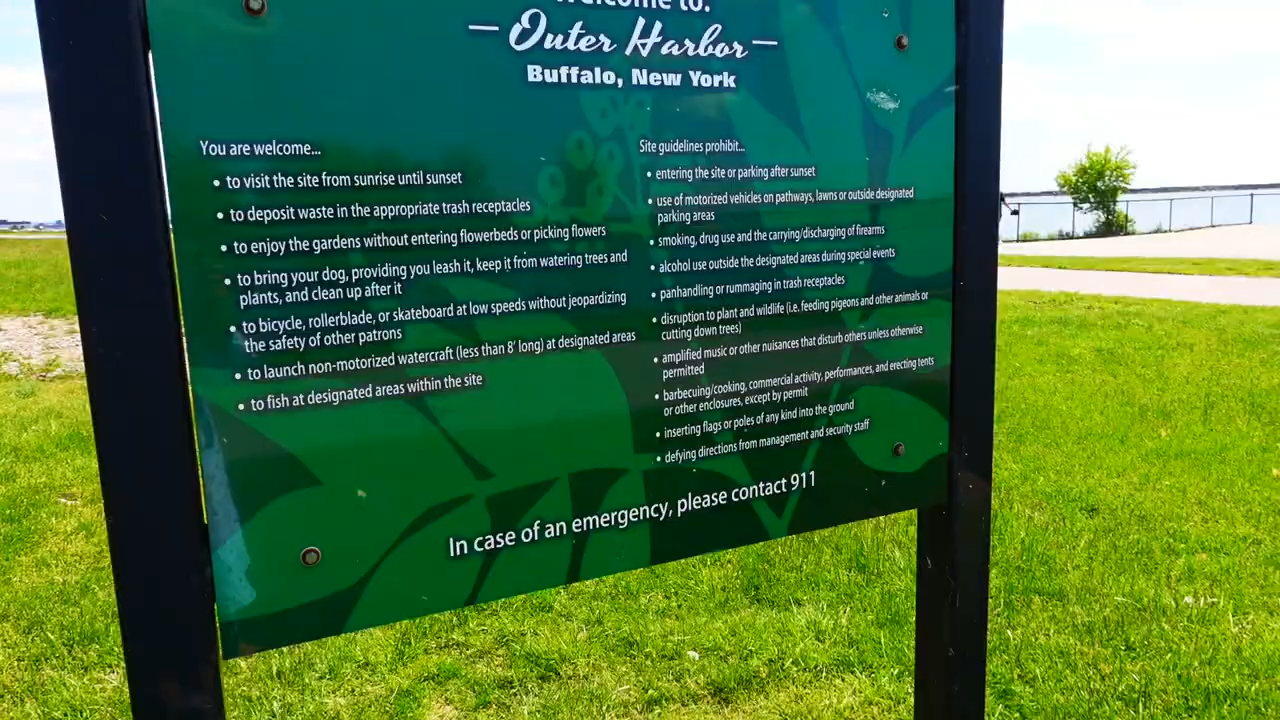 Welcome to:
— Outer Harbor —
Buffalo, New York
You are welcome...
• to visit the site from sunrise until sunset
• to deposit waste in the appropriate trash receptacles
• to enjoy the gardens without entering flowerbeds or picking flowers
• to bring your dog, providing you leash it, keep it from watering trees and
plants, and clean up after it
• to bicycle, rollerblade, or skateboard at low speeds without jeopardizing
the safety of other patrons
• to launch non-motorized watercraft (less than 8' long) at designated areas
• to fish at designated areas within the site
Site guidelines prohibit...
• entering the site or parking after sunset
• use of motorized vehicles on pathways, lawns or outside designated
parking areas
• smoking, drug use and the carrying/discharging of firearms
• alcohol use outside the designated areas during special events
• panhandling or rummaging in trash receptacles
• disruption to plant and wildlife (i.e. feeding pigeons and other animals or
cutting down trees)
• amplified music or other nuisances that disturb others unless otherwise
permitted
• barbecuing/cooking, commercial activity, performances, and erecting tents
or other enclosures, except by permit
• inserting flags or poles of any kind into the ground
• defying directions from management and security staff
In case of an emergency, please contact 911